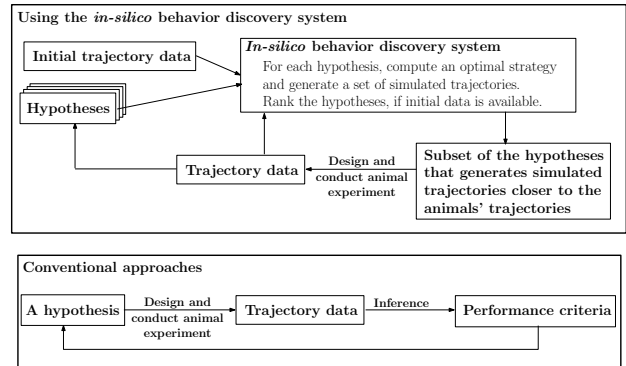 Using the in-silico behavior discovery system
Initial trajectory data
In-silico behavior discovery system
For each hypothesis, compute an optimal strategy
and generate a set of simulated trajectories.
Rank the hypotheses, if initial data is available.
Hypotheses
Trajectory data
Design and
conduct animal
experiment
Subset of the hypotheses
that generates simulated
trajectories closer to the
animals' trajectories
Conventional approaches
A hypothesis
Design and
conduct animal
experiment
Trajectory data
Inference
Performance criteria